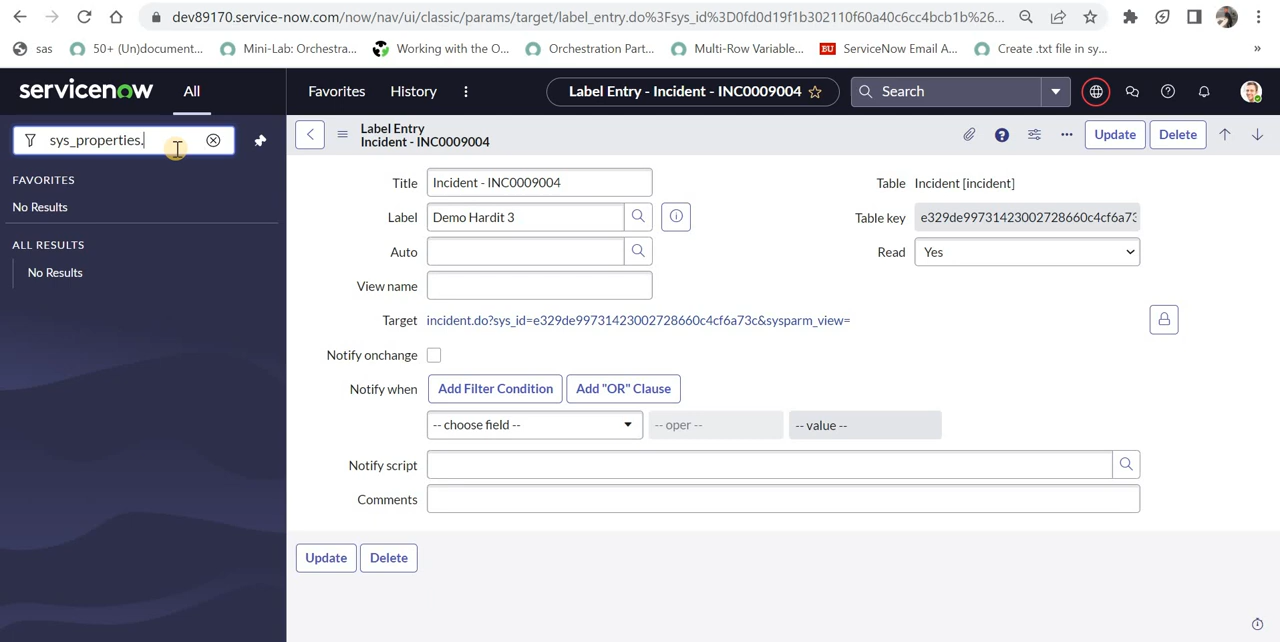 dev89170.service-now.com/now/nav/ui/classic/params/target/label_entry.do%3Fsys_id%3D0fd0d19f1b302110f60a40c6cc4bcb1b%26...
sas
50+ (Un)document...
Mini-Lab: Orchestra...
Working with the O...
Orchestration Part...
Multi-Row Variable...
BU
ServiceNow Email A...
Create .txt file in sy...
»
servicenow
All
Favorites
History
Label Entry - Incident - INC0009004
Search
sys_properties.
FAVORITES
No Results
ALL RESULTS
No Results
Label Entry
Incident - INC0009004
Update
Delete
Title
Incident - INC0009004
Table
Incident [incident]
Label
Demo Hardit 3
Table key
e329de99731423002728660c4cf6a73
Auto
Read
Yes
View name
Target
incident.do?sys_id=e329de99731423002728660c4cf6a73c&sysparm_view=
Notify onchange
Notify when
Add Filter Condition
Add "OR" Clause
-- choose field --
-- oper --
-- value --
Notify script
Comments
Update
Delete